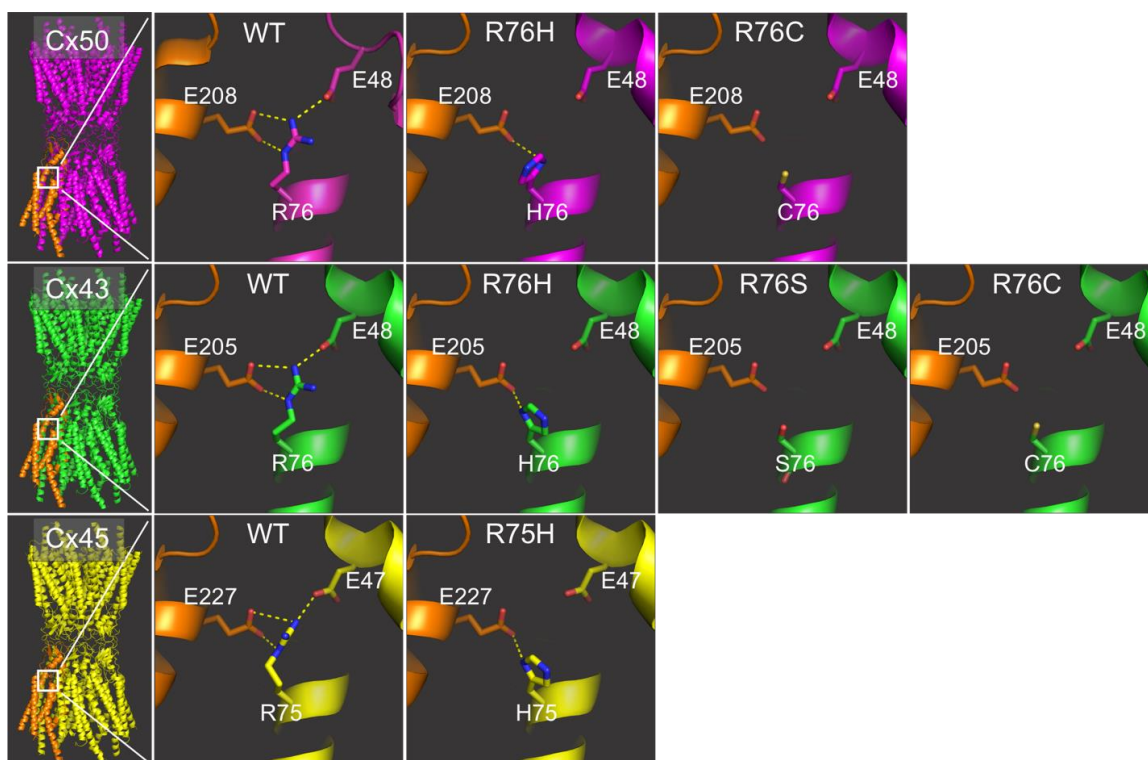 Cx50
WT
E48
E208
R76
R76H
E48
E208
H76
R76C
E48
E208
C76
Cx43
WT
E48
E205
R76
R76H
E48
E205
H76
R76S
E48
E205
S76
R76C
E48
E205
C76
Cx45
WT
E47
E227
R75
R75H
E47
E227
H75